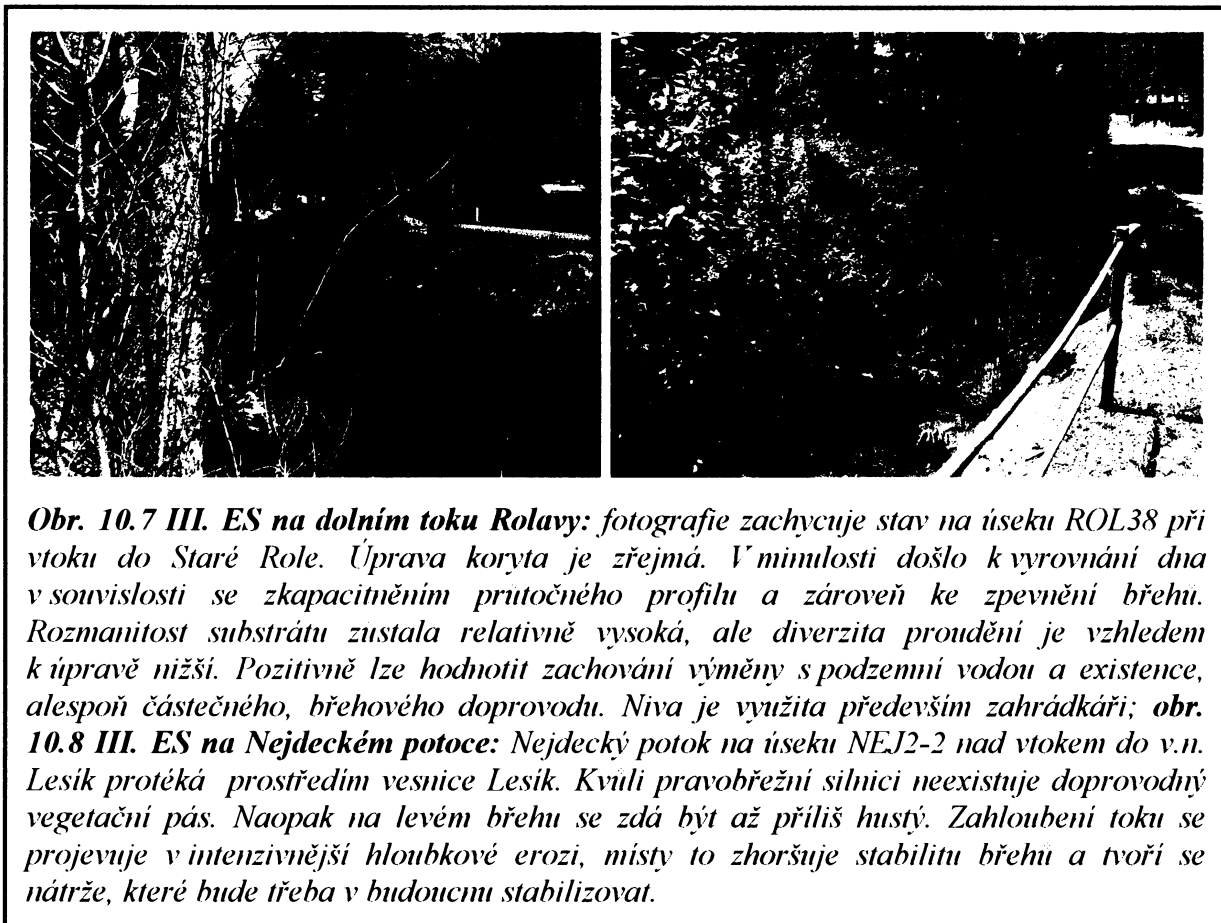 Obr. 10.7 III. ES na dolním toku Rolavy: fotografie zachycuje stav na úseku ROL38 při
vtoku do Staré Role. Úprava koryta je zřejmá. V minulosti došlo k vyrovnání dna
v souvislosti se zkapacitněním průtočného profilu a zároveň ke zpevnění břehů.
Rozmanitost substrátu zůstala relativně vysoká, ale diverzita proudění je vzhledem
k úpravě nižší. Pozitivně lze hodnotit zachování výměny s podzemní vodou a existence,
alespoň částečného, břehového doprovodu. Niva je využita především zahrádkáři; obr.
10.8 III. ES na Nejdeckém potoce: Nejdecký potok na úseku NEJ2-2 nad vtokem do v.n.
Lesík protéká prostředím vesnice Lesík. Kvůli pravobřežní silnici neexistuje doprovodný
vegetační pás. Naopak na levém břehu se zdá být až příliš hustý. Zahloubení toku se
projevuje v intenzivnější hloubkové erozi, místy to zhoršuje stabilitu břehů a tvoří se
nátrže, které bude třeba v budoucnu stabilizovat.